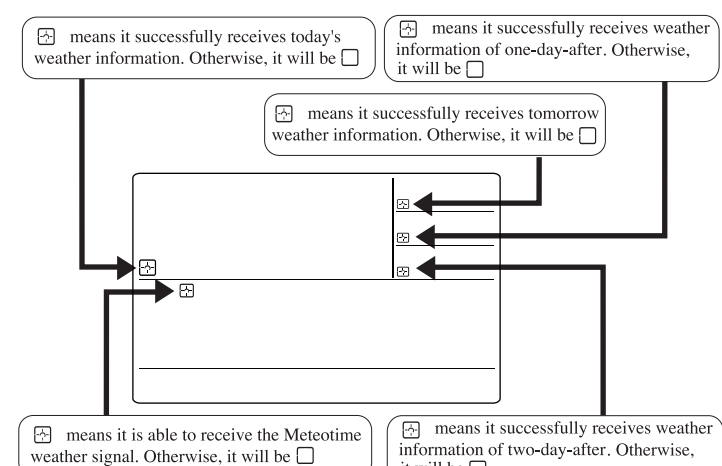 means it successfully receives today's
weather information. Otherwise, it will be
means it successfully receives weather
information of one-day-after. Otherwise,
it will be
means it successfully receives tomorrow
weather information. Otherwise, it will be
means it is able to receive the Meteotime
weather signal. Otherwise, it will be
means it successfully receives weather
information of two-day-after. Otherwise,
it will be